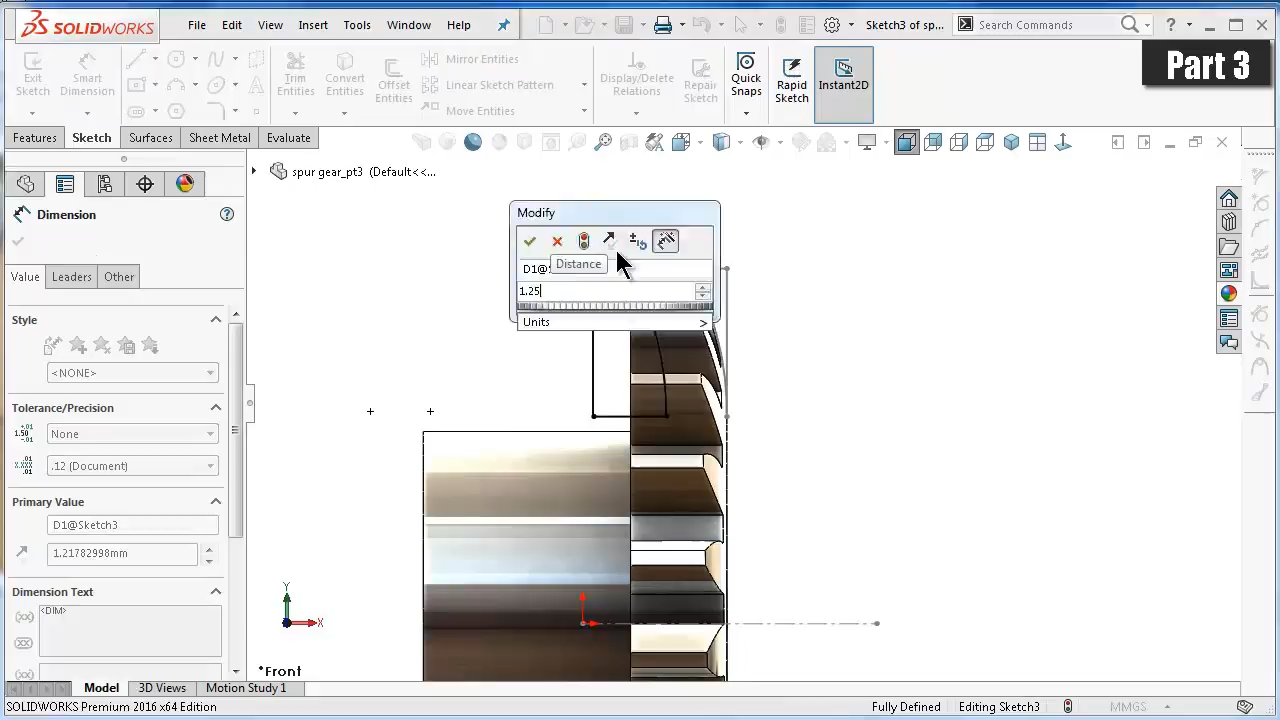 SOLIDWORKS
File Edit View Insert Tools Window Help
Sketch3 of sp...
Search Commands
Part 3
Exit Sketch
Smart Dimension
Trim Entities
Convert Entities
Offset Entities
Mirror Entities
Linear Sketch Pattern
Move Entities
Display/Delete Relations
Repair Sketch
Quick Snaps
Rapid Sketch
Instant2D
Features Sketch Surfaces Sheet Metal Evaluate
spur gear_pt3 (Default<<...
Dimension
Modify
Distance
D1@
1.25
Units >
Value Leaders Other
Style
<NONE>
Tolerance/Precision
None
.12 (Document)
Primary Value
D1@Sketch3
1.21782998mm
Dimension Text
<DIM>
Y
X
*Front
Model 3D Views Motion Study 1
SOLIDWORKS Premium 2016 x64 Edition
Fully Defined Editing Sketch3 MMGS